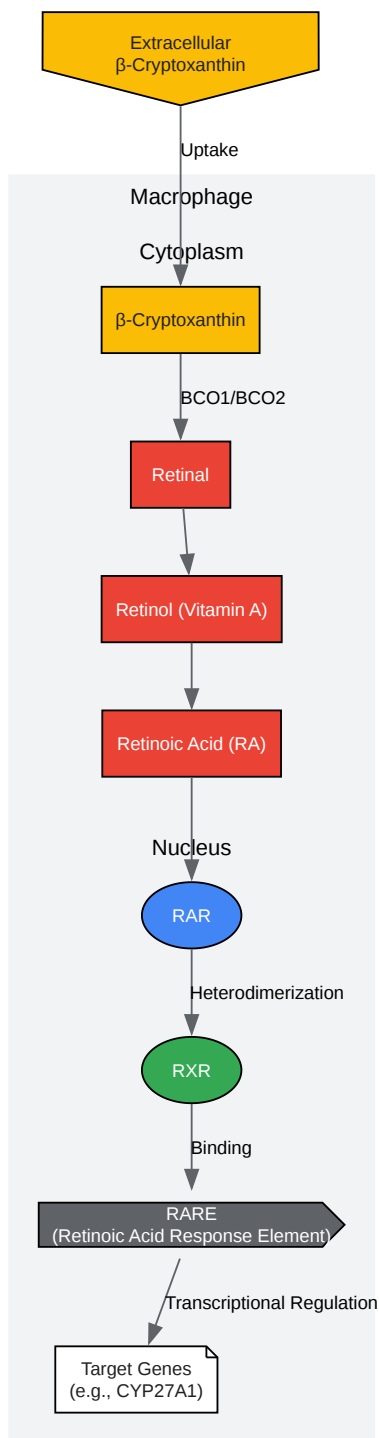 Extracellular
β-Cryptoxanthin
Uptake
Macrophage
Cytoplasm
β-Cryptoxanthin
BCO1/BCO2
Retinal
Retinol (Vitamin A)
Retinoic Acid (RA)
Nucleus
RAR
Heterodimerization
RXR
Binding
RARE
(Retinoic Acid Response Element)
Transcriptional Regulation
Target Genes
(e.g., CYP27A1)